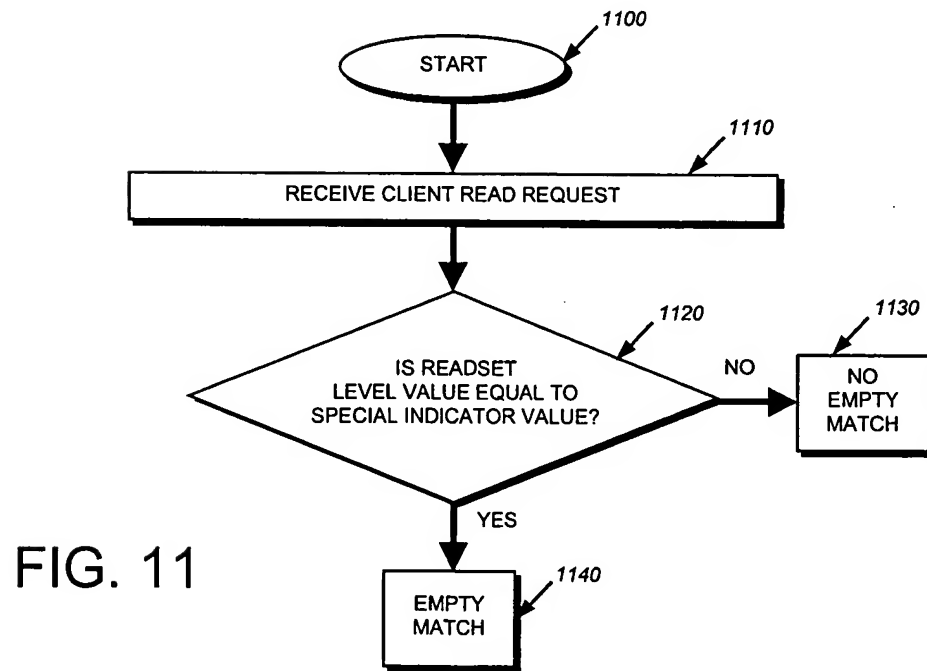 1100
START
1110
RECEIVE CLIENT READ REQUEST
1120
IS READSET
LEVEL VALUE EQUAL TO
SPECIAL INDICATOR VALUE?
NO
1130
NO
EMPTY
MATCH
YES
FIG. 11
1140
EMPTY
MATCH